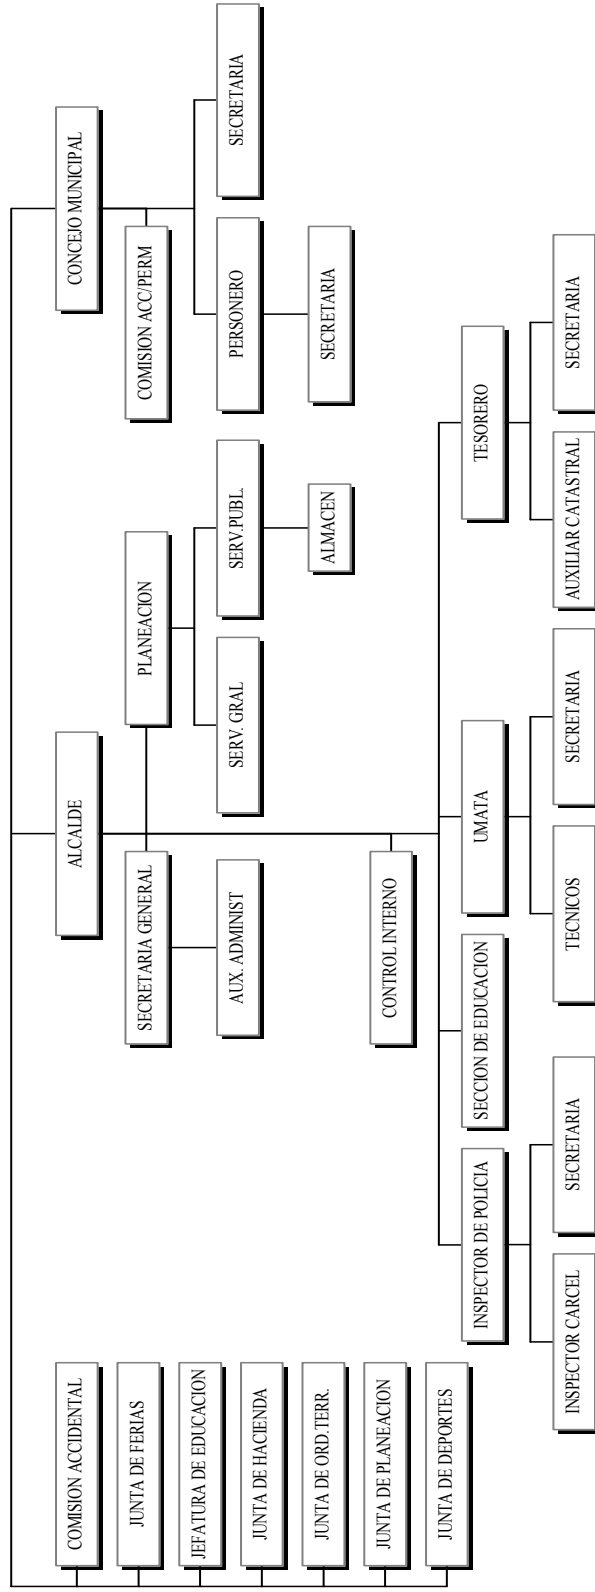 COMISION ACCIDENTAL
JUNTA DE FERIAS
JEFATURA DE EDUCACION
JUNTA DE HACIENDA
JUNTA DE ORD.TERR.
JUNTA DE PLANEACION
JUNTA DE DEPORTES
ALCALDE
SECRETARIA GENERAL
AUX. ADMINIST
PLANEACION
SERV. GRAL
SERV.PUBL.
ALMACEN
CONTROL INTERNO
INSPECTOR DE POLICIA
INSPECTOR CARCEL
SECRETARIA
SECCION DE EDUCACION
UMATA
TECNICOS
SECRETARIA
TESORERO
AUXILIAR CATASTRAL
SECRETARIA
CONCEJO MUNICIPAL
COMISION ACC/PERM
PERSONERO
SECRETARIA
SECRETARIA